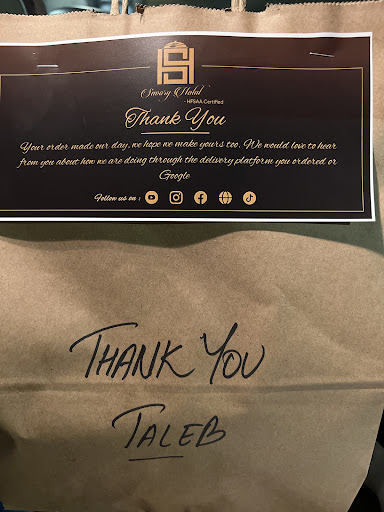 SH
Savory Halal
- HFSAA Certified
Thank You
Your order made our day, we hope we make yours too. We would love to hear
from you about how we are doing through the delivery platform you ordered or
Google
Follow us on :
THANK YOU
TALEB